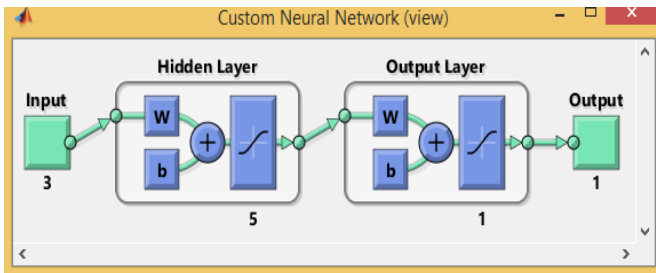 Custom Neural Network (view)
Hidden Layer Output Layer
Input Output
W W
b b
3 5 1 1